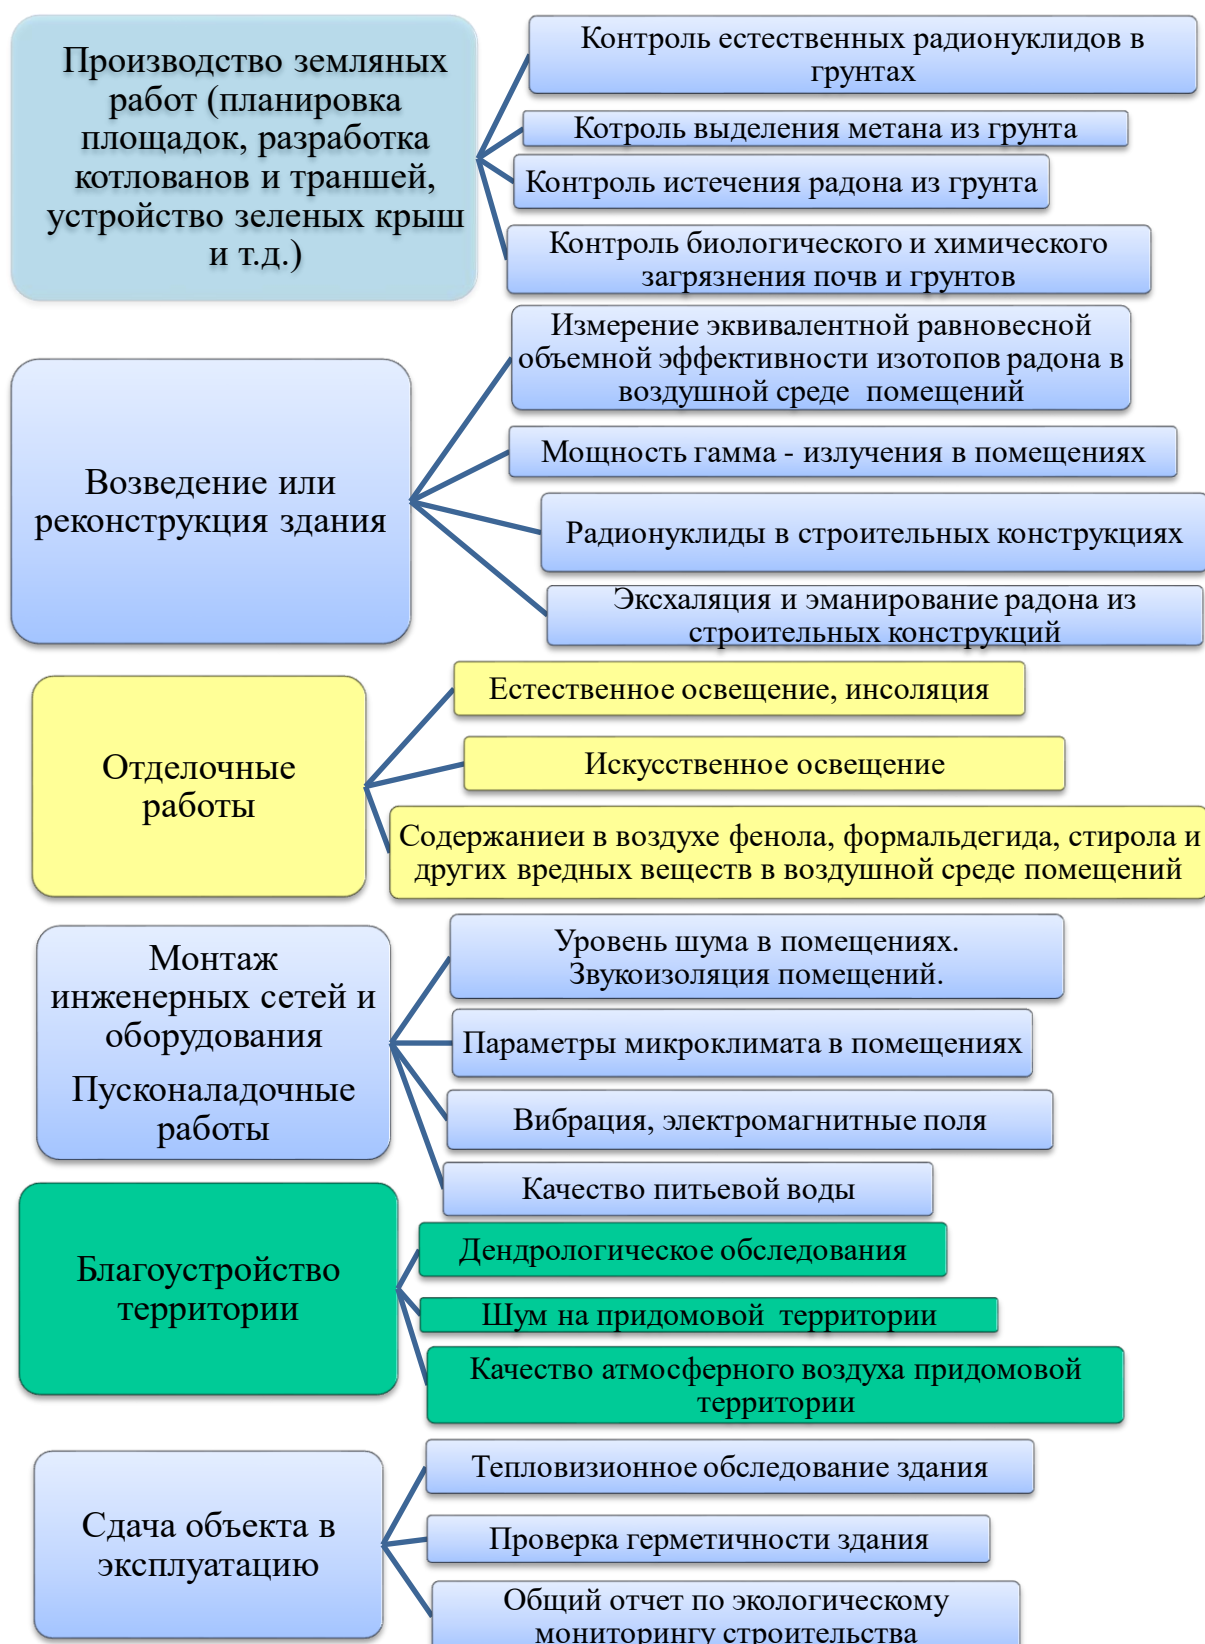 Производство земляных
работ (планировка
площадок, разработка
котлованов и траншей,
устройство зеленых крыш
и т.д.)
Контроль естественных радионуклидов в
грунтах
Котроль выделения метана из грунта
Контроль истечения радона из грунта
Контроль биологического и химического
загрязнения почв и грунтов
Возведение или
реконструкция здания
Измерение эквивалентной равновесной
объемной эффективности изотопов радона в
воздушной среде помещений
Мощность гамма - излучения в помещениях
Радионуклиды в строительных конструкциях
Эксхаляция и эманирование радона из
строительных конструкций
Отделочные
работы
Естественное освещение, инсоляция
Искусственное освещение
Содержаниеи в воздухе фенола, формальдегида, стирола и
других вредных веществ в воздушной среде помещений
Монтаж
инженерных сетей и
оборудования
Пусконаладочные
работы
Уровень шума в помещениях.
Звукоизоляция помещений.
Параметры микроклимата в помещениях
Вибрация, электромагнитные поля
Качество питьевой воды
Благоустройство
территории
Дендрологическое обследования
Шум на придомовой территории
Качество атмосферного воздуха придомовой
территории
Сдача объекта в
эксплуатацию
Тепловизионное обследование здания
Проверка герметичности здания
Общий отчет по экологическому
мониторингу строительства